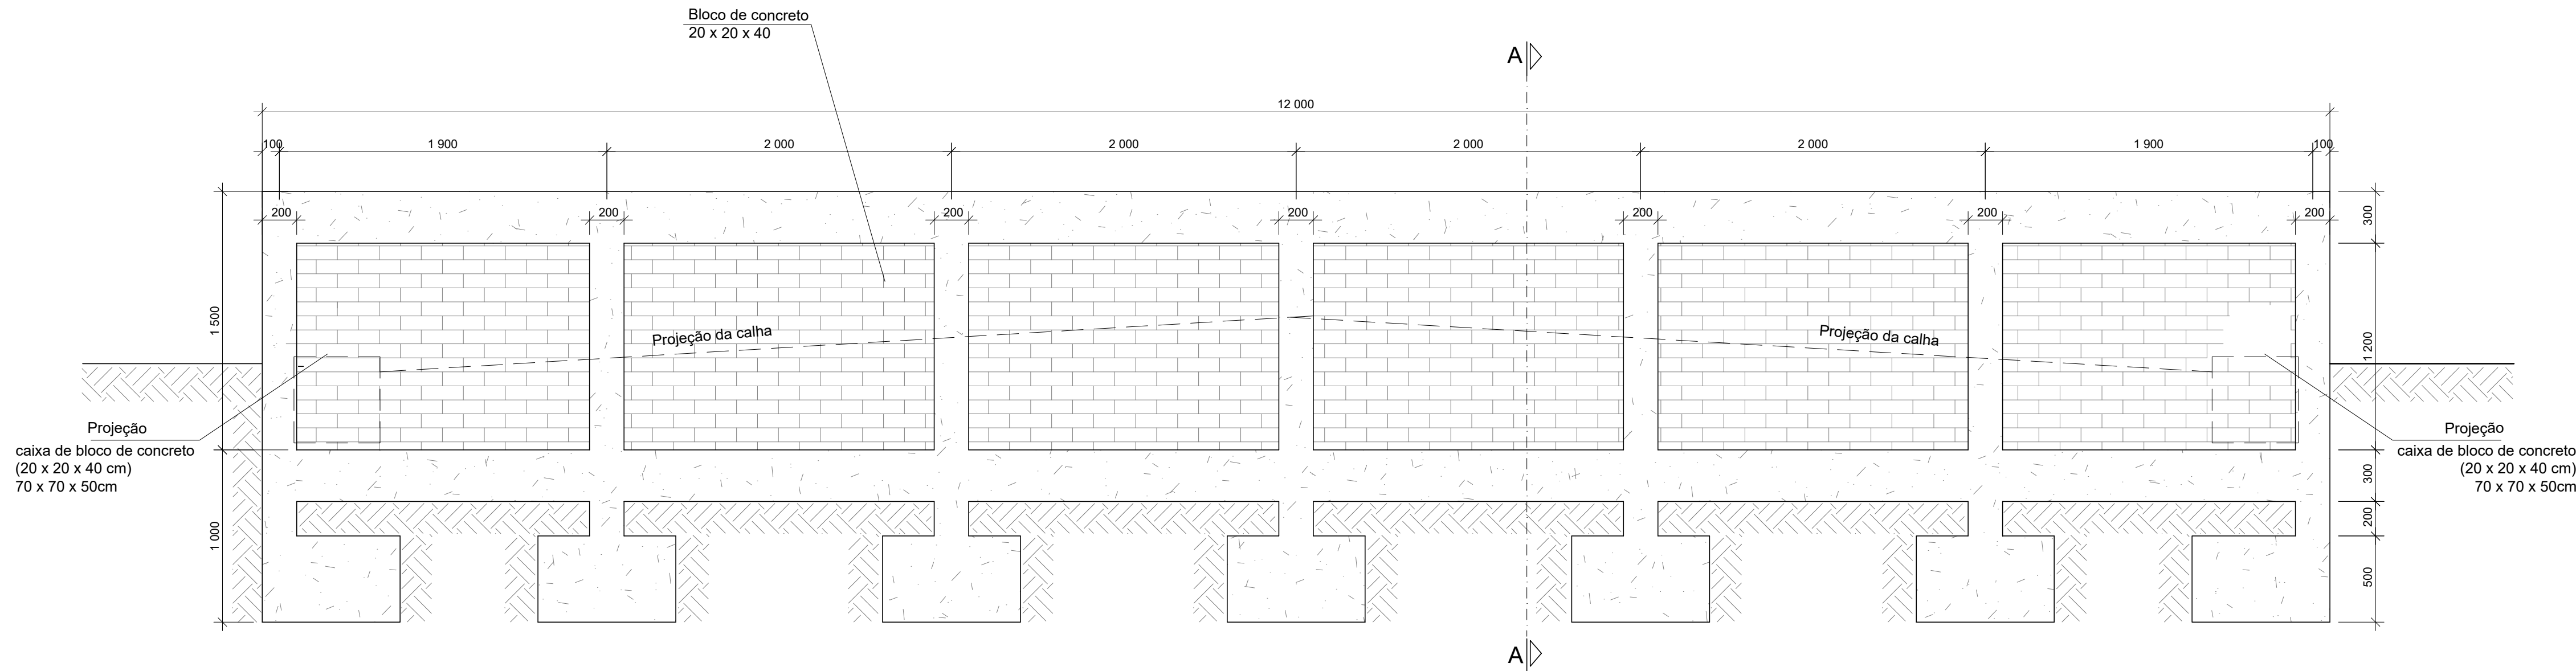 Bloco de concreto
20 x 20 x 40
A
12 000
100
1 900
2 000
2 000
2 000
2 000
1 900
100
200
200
200
200
200
200
200
300
1 500
1 200
Projeção da calha
Projeção da calha
Projeção
caixa de bloco de concreto
(20 x 20 x 40 cm)
70 x 70 x 50cm
Projeção
caixa de bloco de concreto
(20 x 20 x 40 cm)
70 x 70 x 50cm
300
1 000
200
500
A